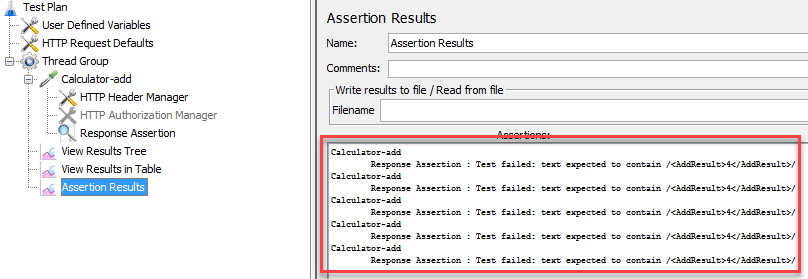 Test Plan
User Defined Variables
HTTP Request Defaults
Thread Group
Calculator-add
HTTP Header Manager
HTTP Authorization Manager
Response Assertion
View Results Tree
View Results in Table
Assertion Results
Assertion Results
Name: Assertion Results
Comments:
Write results to file / Read from file
Filename
Assertions:
Calculator-add
Response Assertion : Test failed: text expected to contain /<AddResult>4</AddResult>/
Calculator-add
Response Assertion : Test failed: text expected to contain /<AddResult>4</AddResult>/
Calculator-add
Response Assertion : Test failed: text expected to contain /<AddResult>4</AddResult>/
Calculator-add
Response Assertion : Test failed: text expected to contain /<AddResult>4</AddResult>/
Calculator-add
Response Assertion : Test failed: text expected to contain /<AddResult>4</AddResult>/